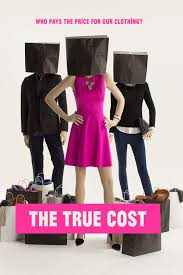 WHO PAYS THE PRICE FOR OUR CLOTHING?
THE TRUE COST